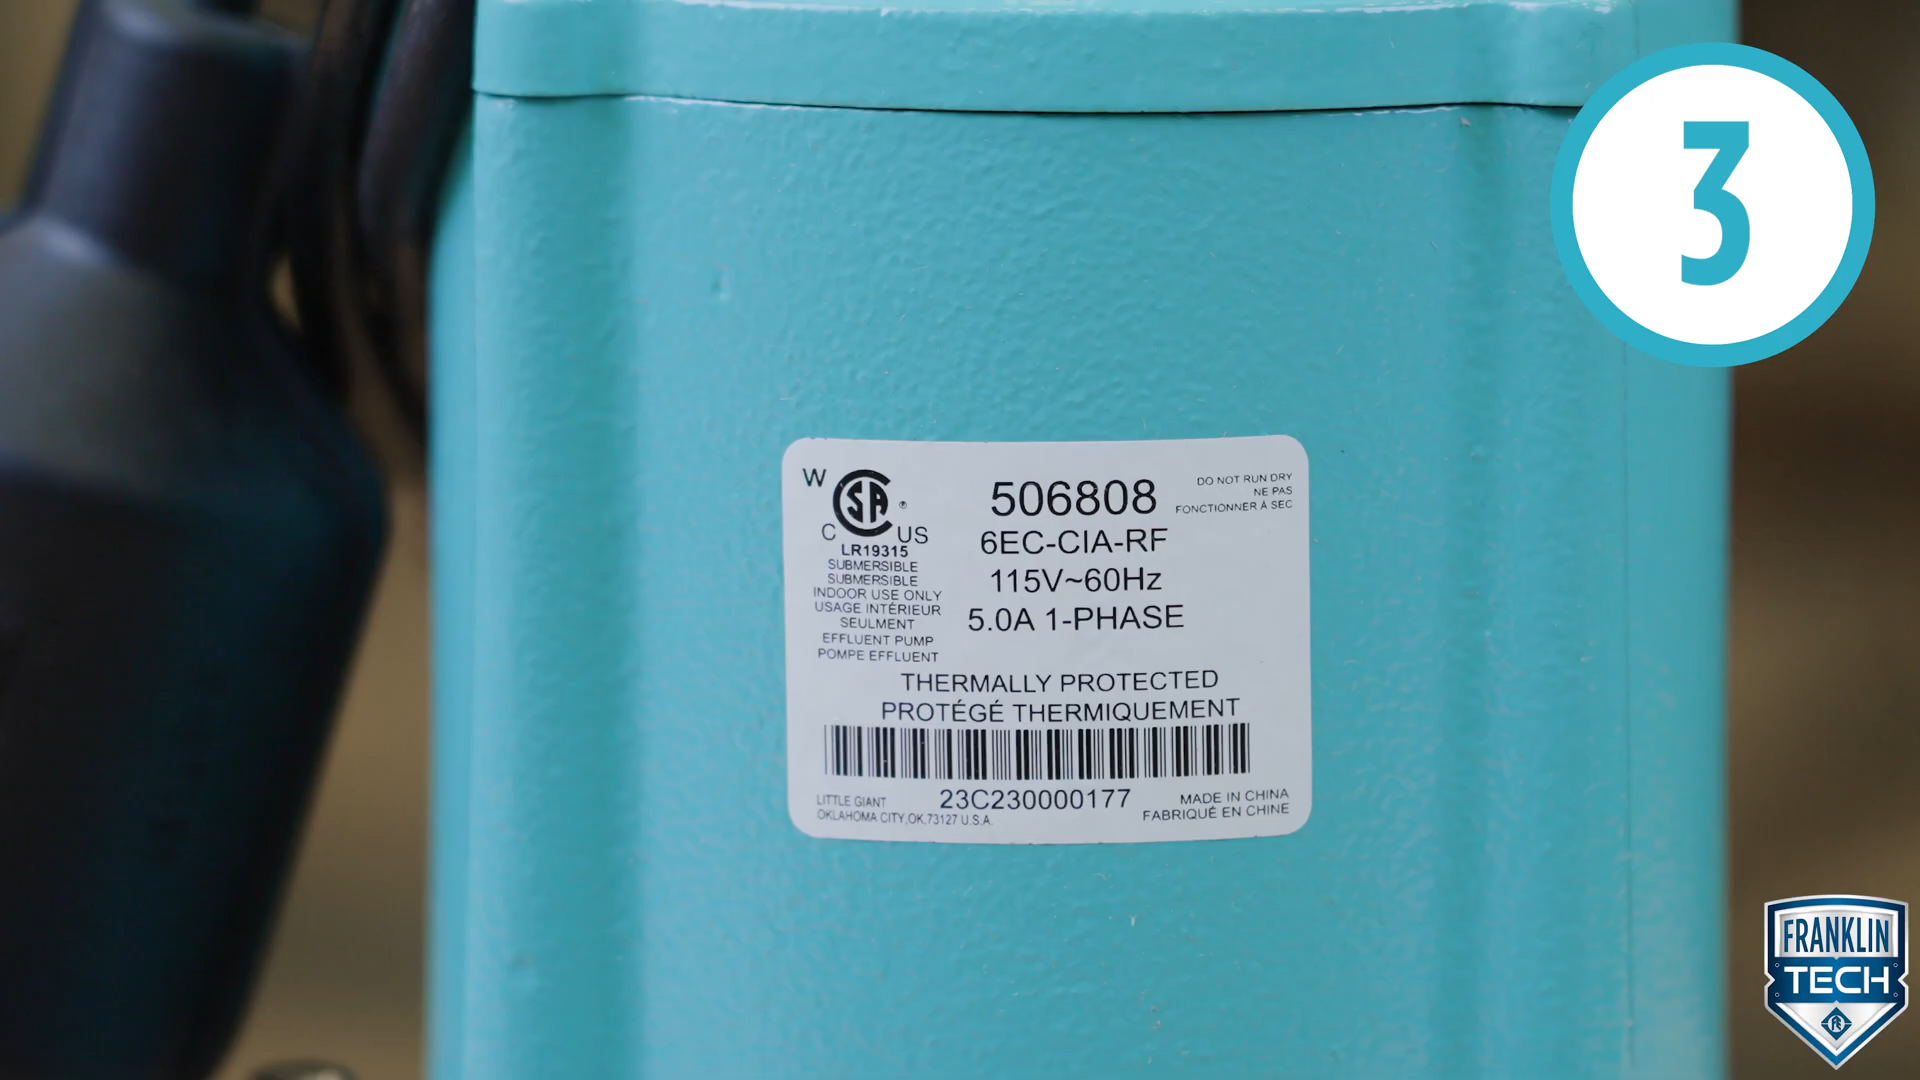 3
W
CSA ®
C US
LR19315
SUBMERSIBLE
SUBMERSIBLE
INDOOR USE ONLY
USAGE INTÉRIEUR
SEULMENT
EFFLUENT PUMP
POMPE EFFLUENT
506808
6EC-CIA-RF
115V~60Hz
5.0A 1-PHASE
DO NOT RUN DRY
NE PAS
FONCTIONNER À SEC
THERMALLY PROTECTED
PROTÉGÉ THERMIQUEMENT
23C230000177
LITTLE GIANT
OKLAHOMA CITY,OK,73127 U.S.A.
MADE IN CHINA
FABRIQUÉ EN CHINE
FRANKLIN
TECH